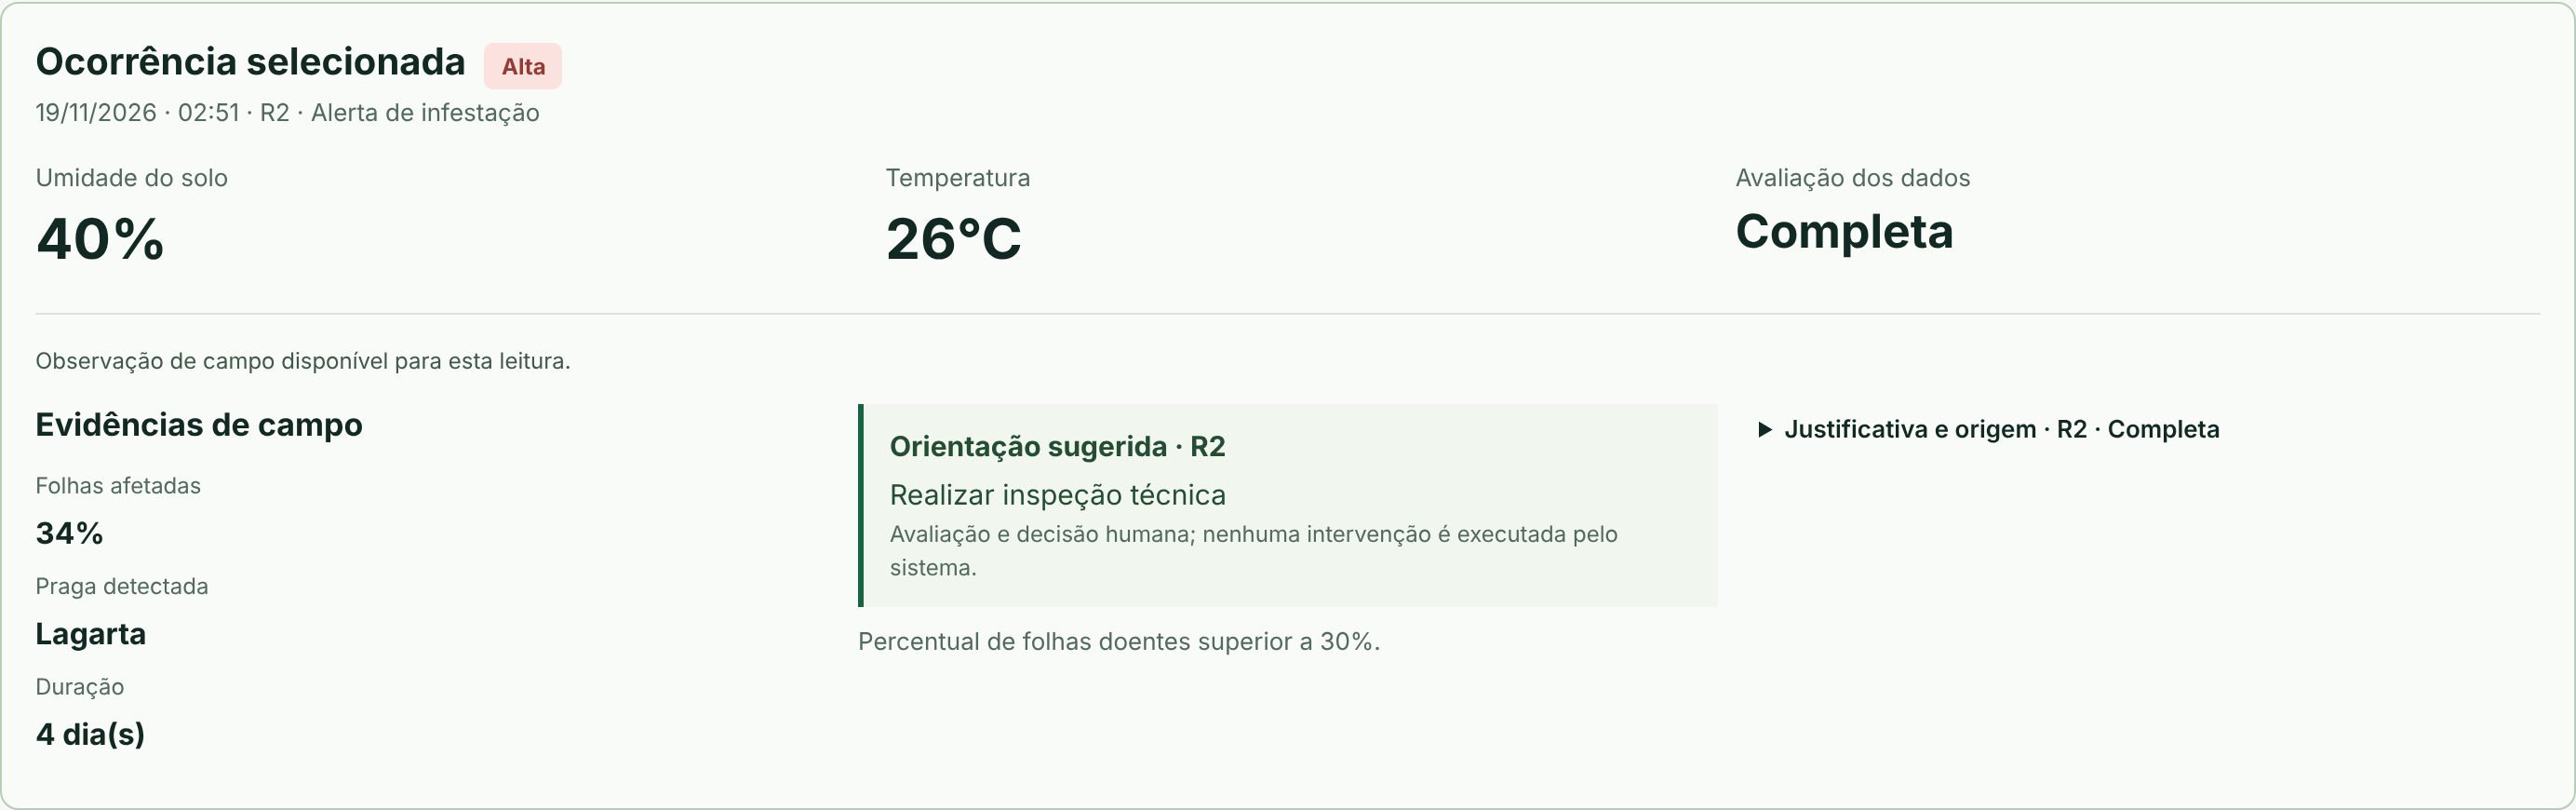 Ocorrência selecionada Alta
19/11/2026 · 02:51 · R2 · Alerta de infestação
Umidade do solo
40%
Temperatura
26°C
Avaliação dos dados
Completa
Observação de campo disponível para esta leitura.
Evidências de campo
Folhas afetadas
34%
Praga detectada
Lagarta
Duração
4 dia(s)
Orientação sugerida · R2
Realizar inspeção técnica
Avaliação e decisão humana; nenhuma intervenção é executada pelo
sistema.
Percentual de folhas doentes superior a 30%.
Justificativa e origem · R2 · Completa